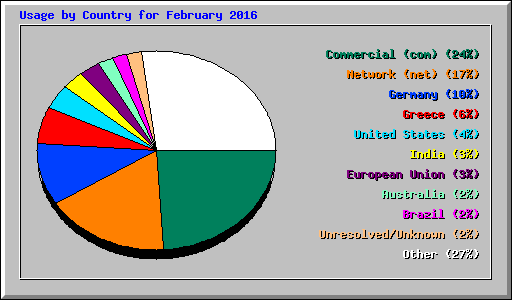 Usage by Country for February 2016
Commercial (com) (24%)
Network (net) (17%)
Germany (10%)
Greece (6%)
United States (4%)
India (3%)
European Union (3%)
Australia (2%)
Brazil (2%)
Unresolved/Unknown (2%)
Other (27%)